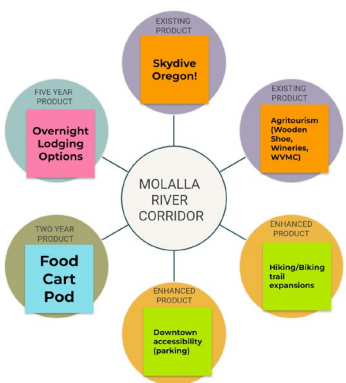 EXISTING
PRODUCT
Skydive
Oregon!
FIVE YEAR
PRODUCT
Overnight
Lodging
Options
EXISTING
PRODUCT
Agritourism
(Wooden
Shoe,
Wineries,
WVMC)
MOLALLA
RIVER
CORRIDOR
TWO YEAR
PRODUCT
Food
Cart
Pod
ENHANCED
PRODUCT
Hiking/Biking
trail
expansions
ENHANCED
PRODUCT
Downtown
accessibility
(parking)